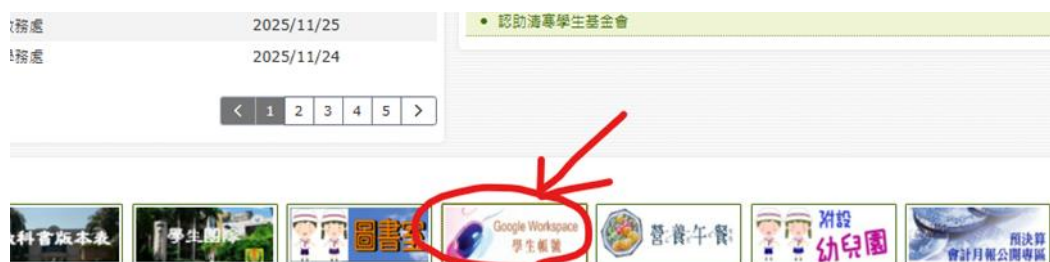 務處 2025/11/25
務處 2025/11/24
認助清寒學生基金會
< 1 2 3 4 5 >
科書版本表
學生團隊
圖書室
Google Workspace
學生帳號
營養午餐
附設
幼兒園
預決算
會計月報公開專區